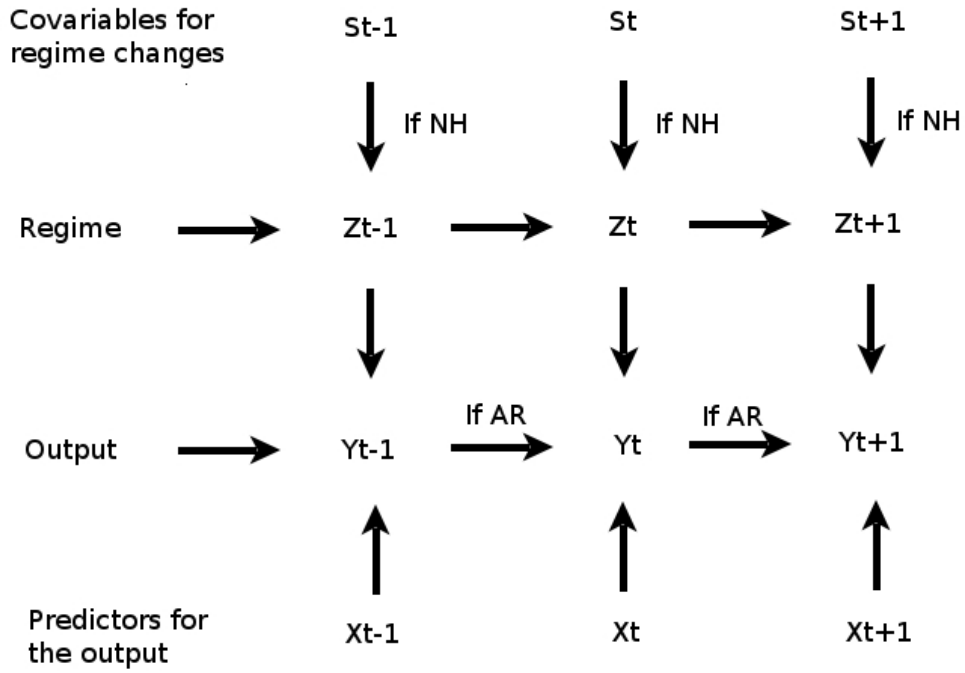 Covariables for
regime changes
St-1
St
St+1
If NH
If NH
If NH
Regime
Zt-1
Zt
Zt+1
If AR
If AR
Output
Yt-1
Yt
Yt+1
Predictors for
the output
Xt-1
Xt
Xt+1